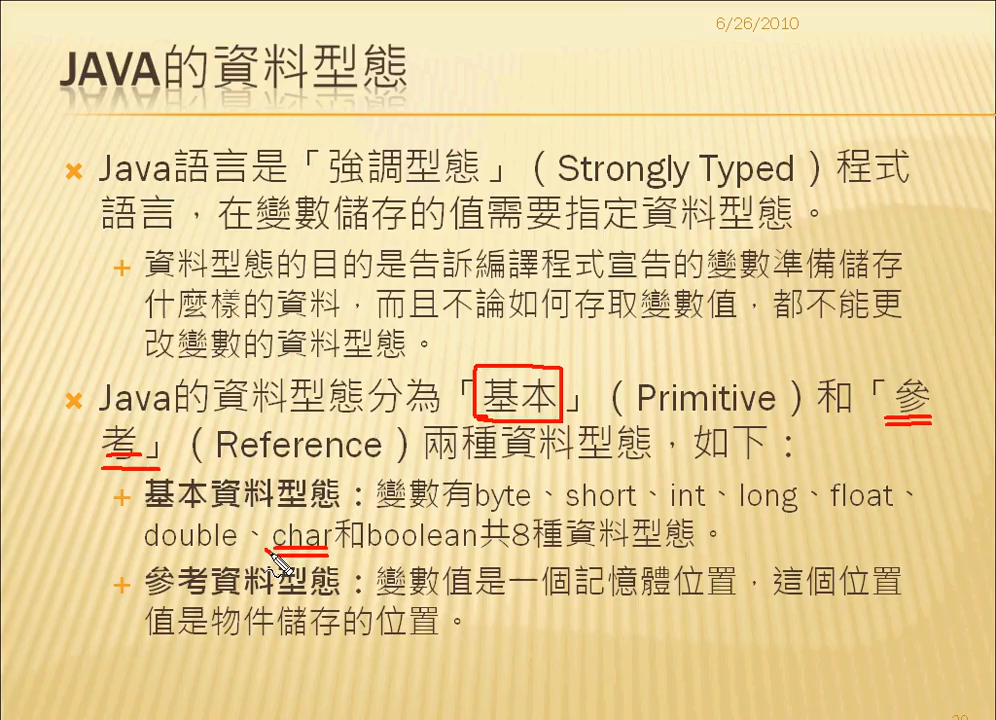 6/26/2010
JAVA的資料型態
Java語言是「強調型態」（Strongly Typed）程式
語言，在變數儲存的值需要指定資料型態。
資料型態的目的是告訴編譯程式宣告的變數準備儲存
什麼樣的資料，而且不論如何存取變數值，都不能更
改變數的資料型態。
Java的資料型態分為「基本」（Primitive）和「參
考」（Reference）兩種資料型態，如下：
基本資料型態：變數有byte、short、int、long、float、
double、char和boolean共8種資料型態。
參考資料型態：變數值是一個記憶體位置，這個位置
值是物件儲存的位置。